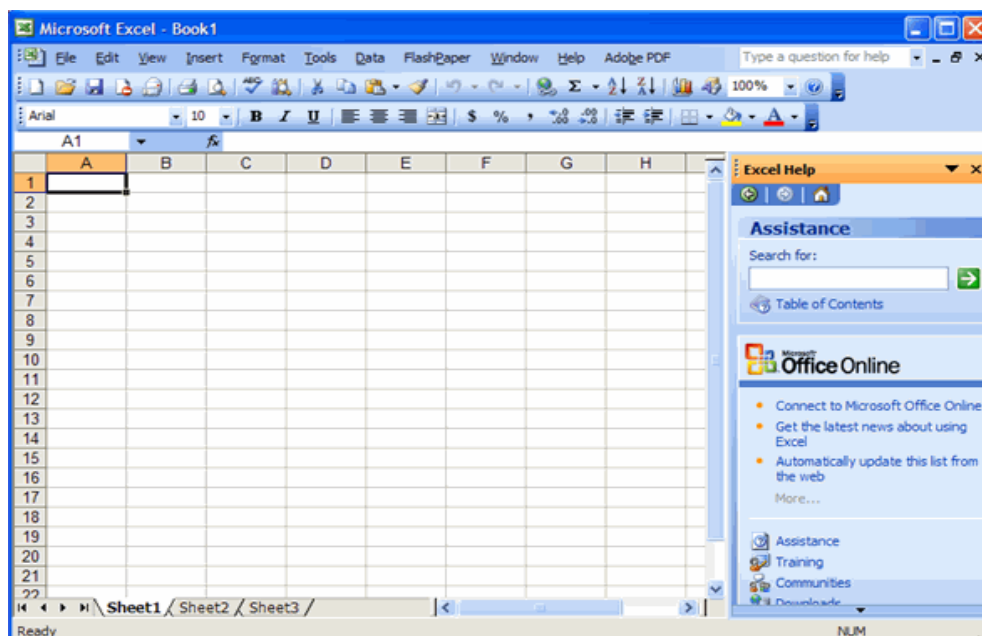 Microsoft Excel - Book1
File Edit View Insert Format Tools Data FlashPaper Window Help Adobe PDF Type a question for help
100%
Arial 10 B I U $ % ,
A1 fx
A B C D E F G H
Excel Help
1
2
3
4
5
6
7
8
9
10
11
12
13
14
15
16
17
18
19
20
21
22
Assistance
Search for:
Table of Contents
Microsoft
Office Online
Connect to Microsoft Office Online
Get the latest news about using
Excel
Automatically update this list from
the web
More...
Assistance
Training
Communities
Downloads
Sheet1 Sheet2 Sheet3
Ready NUM